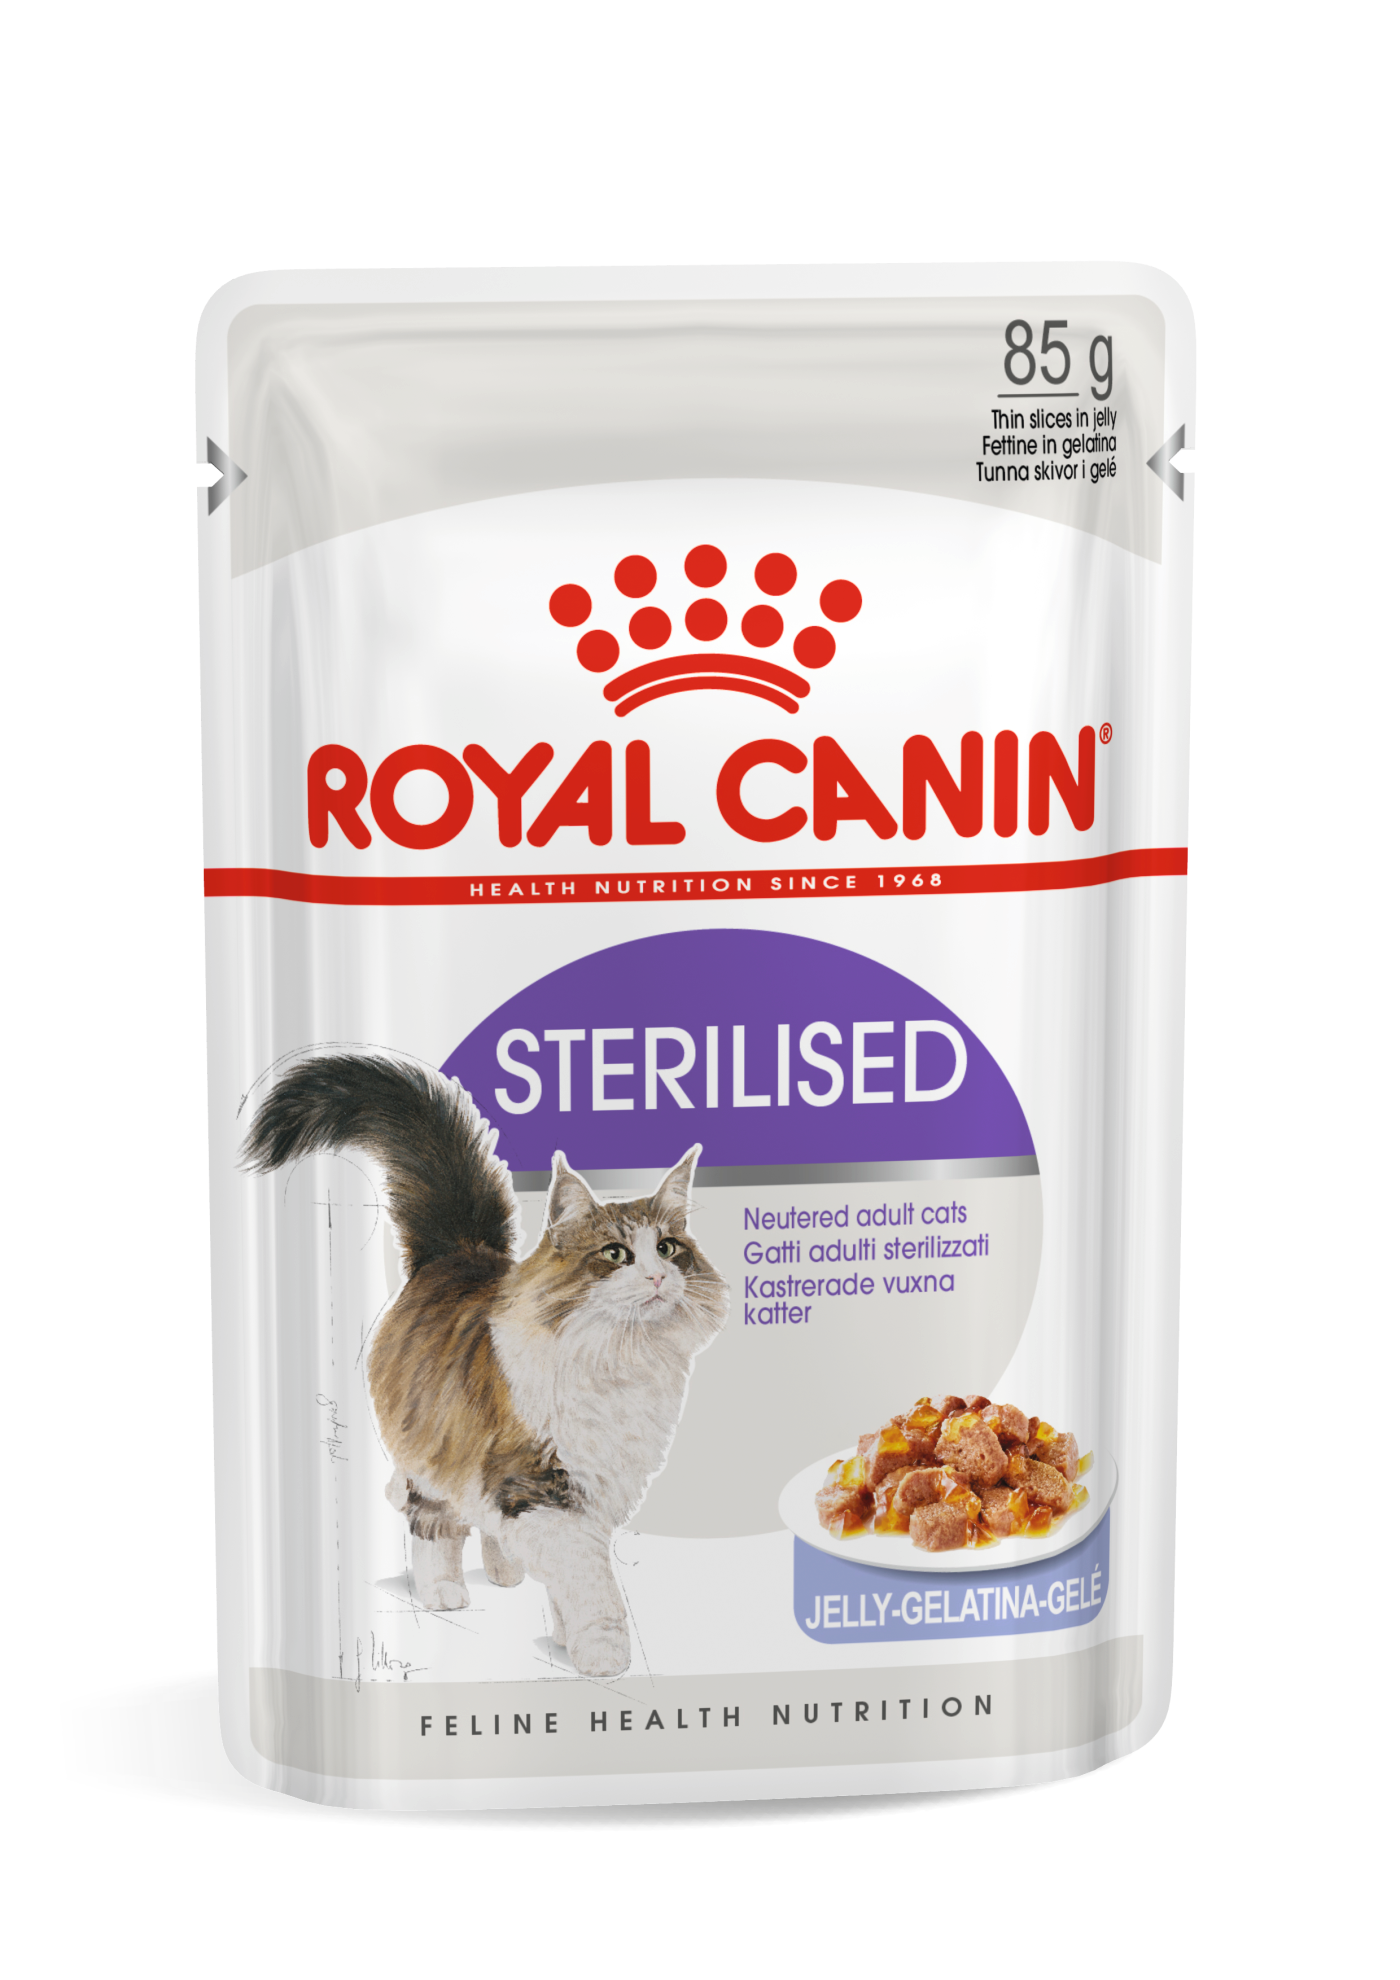 85 g
Thin slices in jelly
Fettine in gelatina
Tunna skivor i gelé
ROYAL CANIN®
HEALTH NUTRITION SINCE 1968
STERILISED
Neutered adult cats
Gatti adulti sterilizzati
Kastrerade vuxna
katter
JELLY-GELATINA-GELÉ
FELINE HEALTH NUTRITION